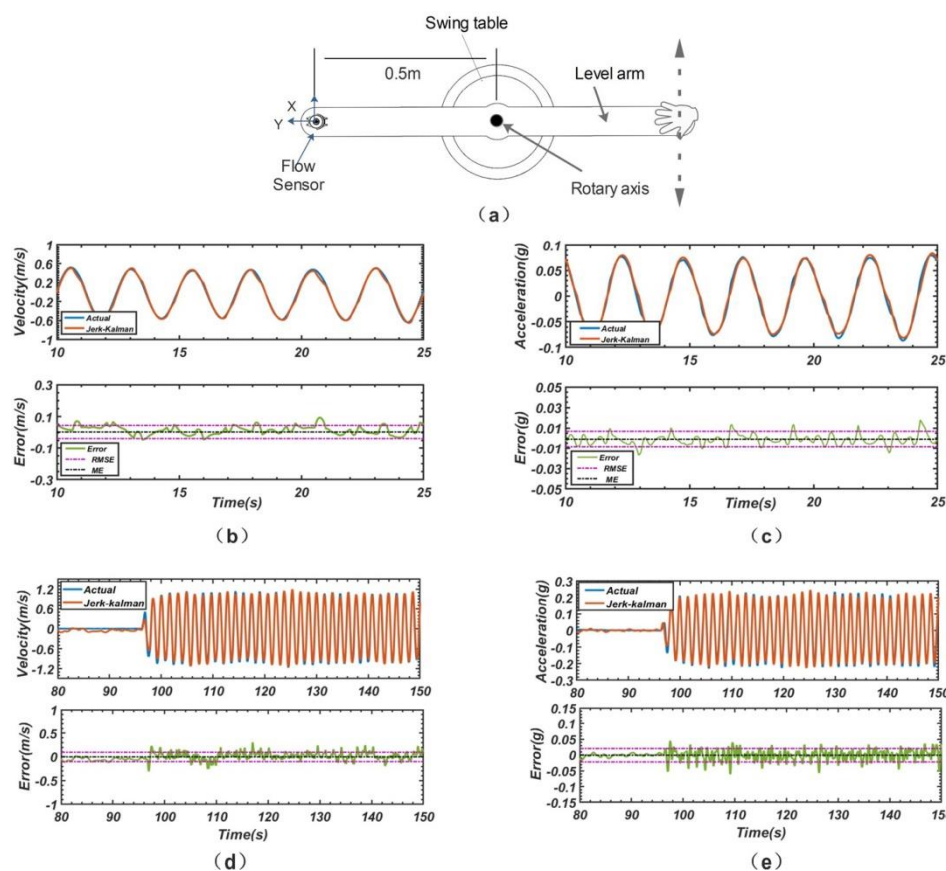 Swing table
0.5m
Level arm
X
Y
Flow
Sensor
Rotary axis
(a)
Velocity(m/s)
1
0.6
0.2
-0.2
-0.6
-1
Actual
Jerk-Kalman
10 15 20 25
Error(m/s)
0.3
0.1
-0.1
-0.3
Error
RMSE
ME
10 15 20 25
Time(s)
(b)
Acceleration(g)
0.1
0.05
0
-0.05
-0.1
Actual
Jerk-Kalman
10 15 20 25
Error(g)
0.05
0.03
0.01
-0.01
-0.03
-0.05
Error
RMSE
ME
10 15 20 25
Time(s)
(c)
Velocity(m/s)
1.2
0.6
0
-0.6
-1.2
Actual
Jerk-kalman
80 90 100 110 120 130 140 150
Error(m/s)
1
0.5
0
-0.5
-1
80 90 100 110 120 130 140 150
Time(s)
(d)
Acceleration(g)
0.3
0.2
0.1
0
-0.1
-0.2
-0.3
Actual
Jerk-kalman
80 90 100 110 120 130 140 150
Error(g)
0.15
0.1
0.05
0
-0.05
-0.15
80 90 100 110 120 130 140 150
Time(s)
(e)